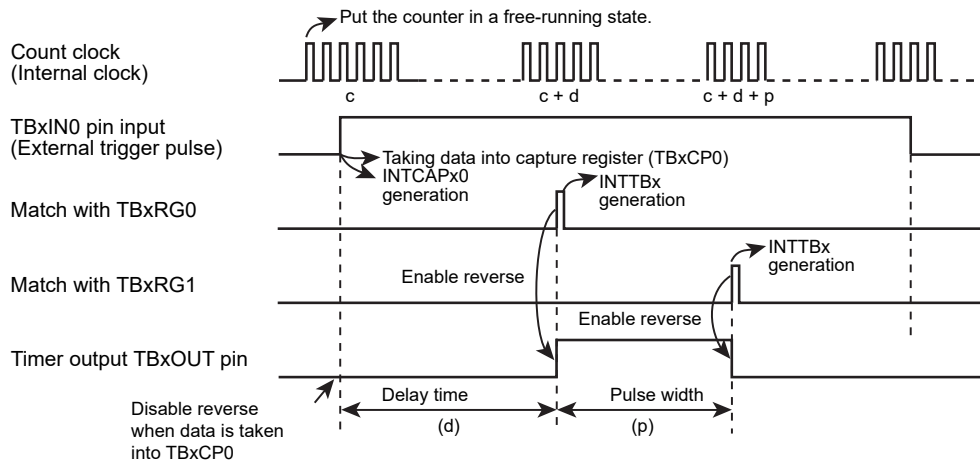 Put the counter in a free-running state.
Count clock
(Internal clock)
c
c + d
c + d + p
TBxIN0 pin input
(External trigger pulse)
Taking data into capture register (TBxCP0)
INTCAPx0
generation
INTTBx
generation
Match with TBxRG0
INTTBx
generation
Enable reverse
Match with TBxRG1
Enable reverse
Timer output TBxOUT pin
Delay time
Pulse width
Disable reverse
when data is taken
into TBxCP0
(d)
(p)